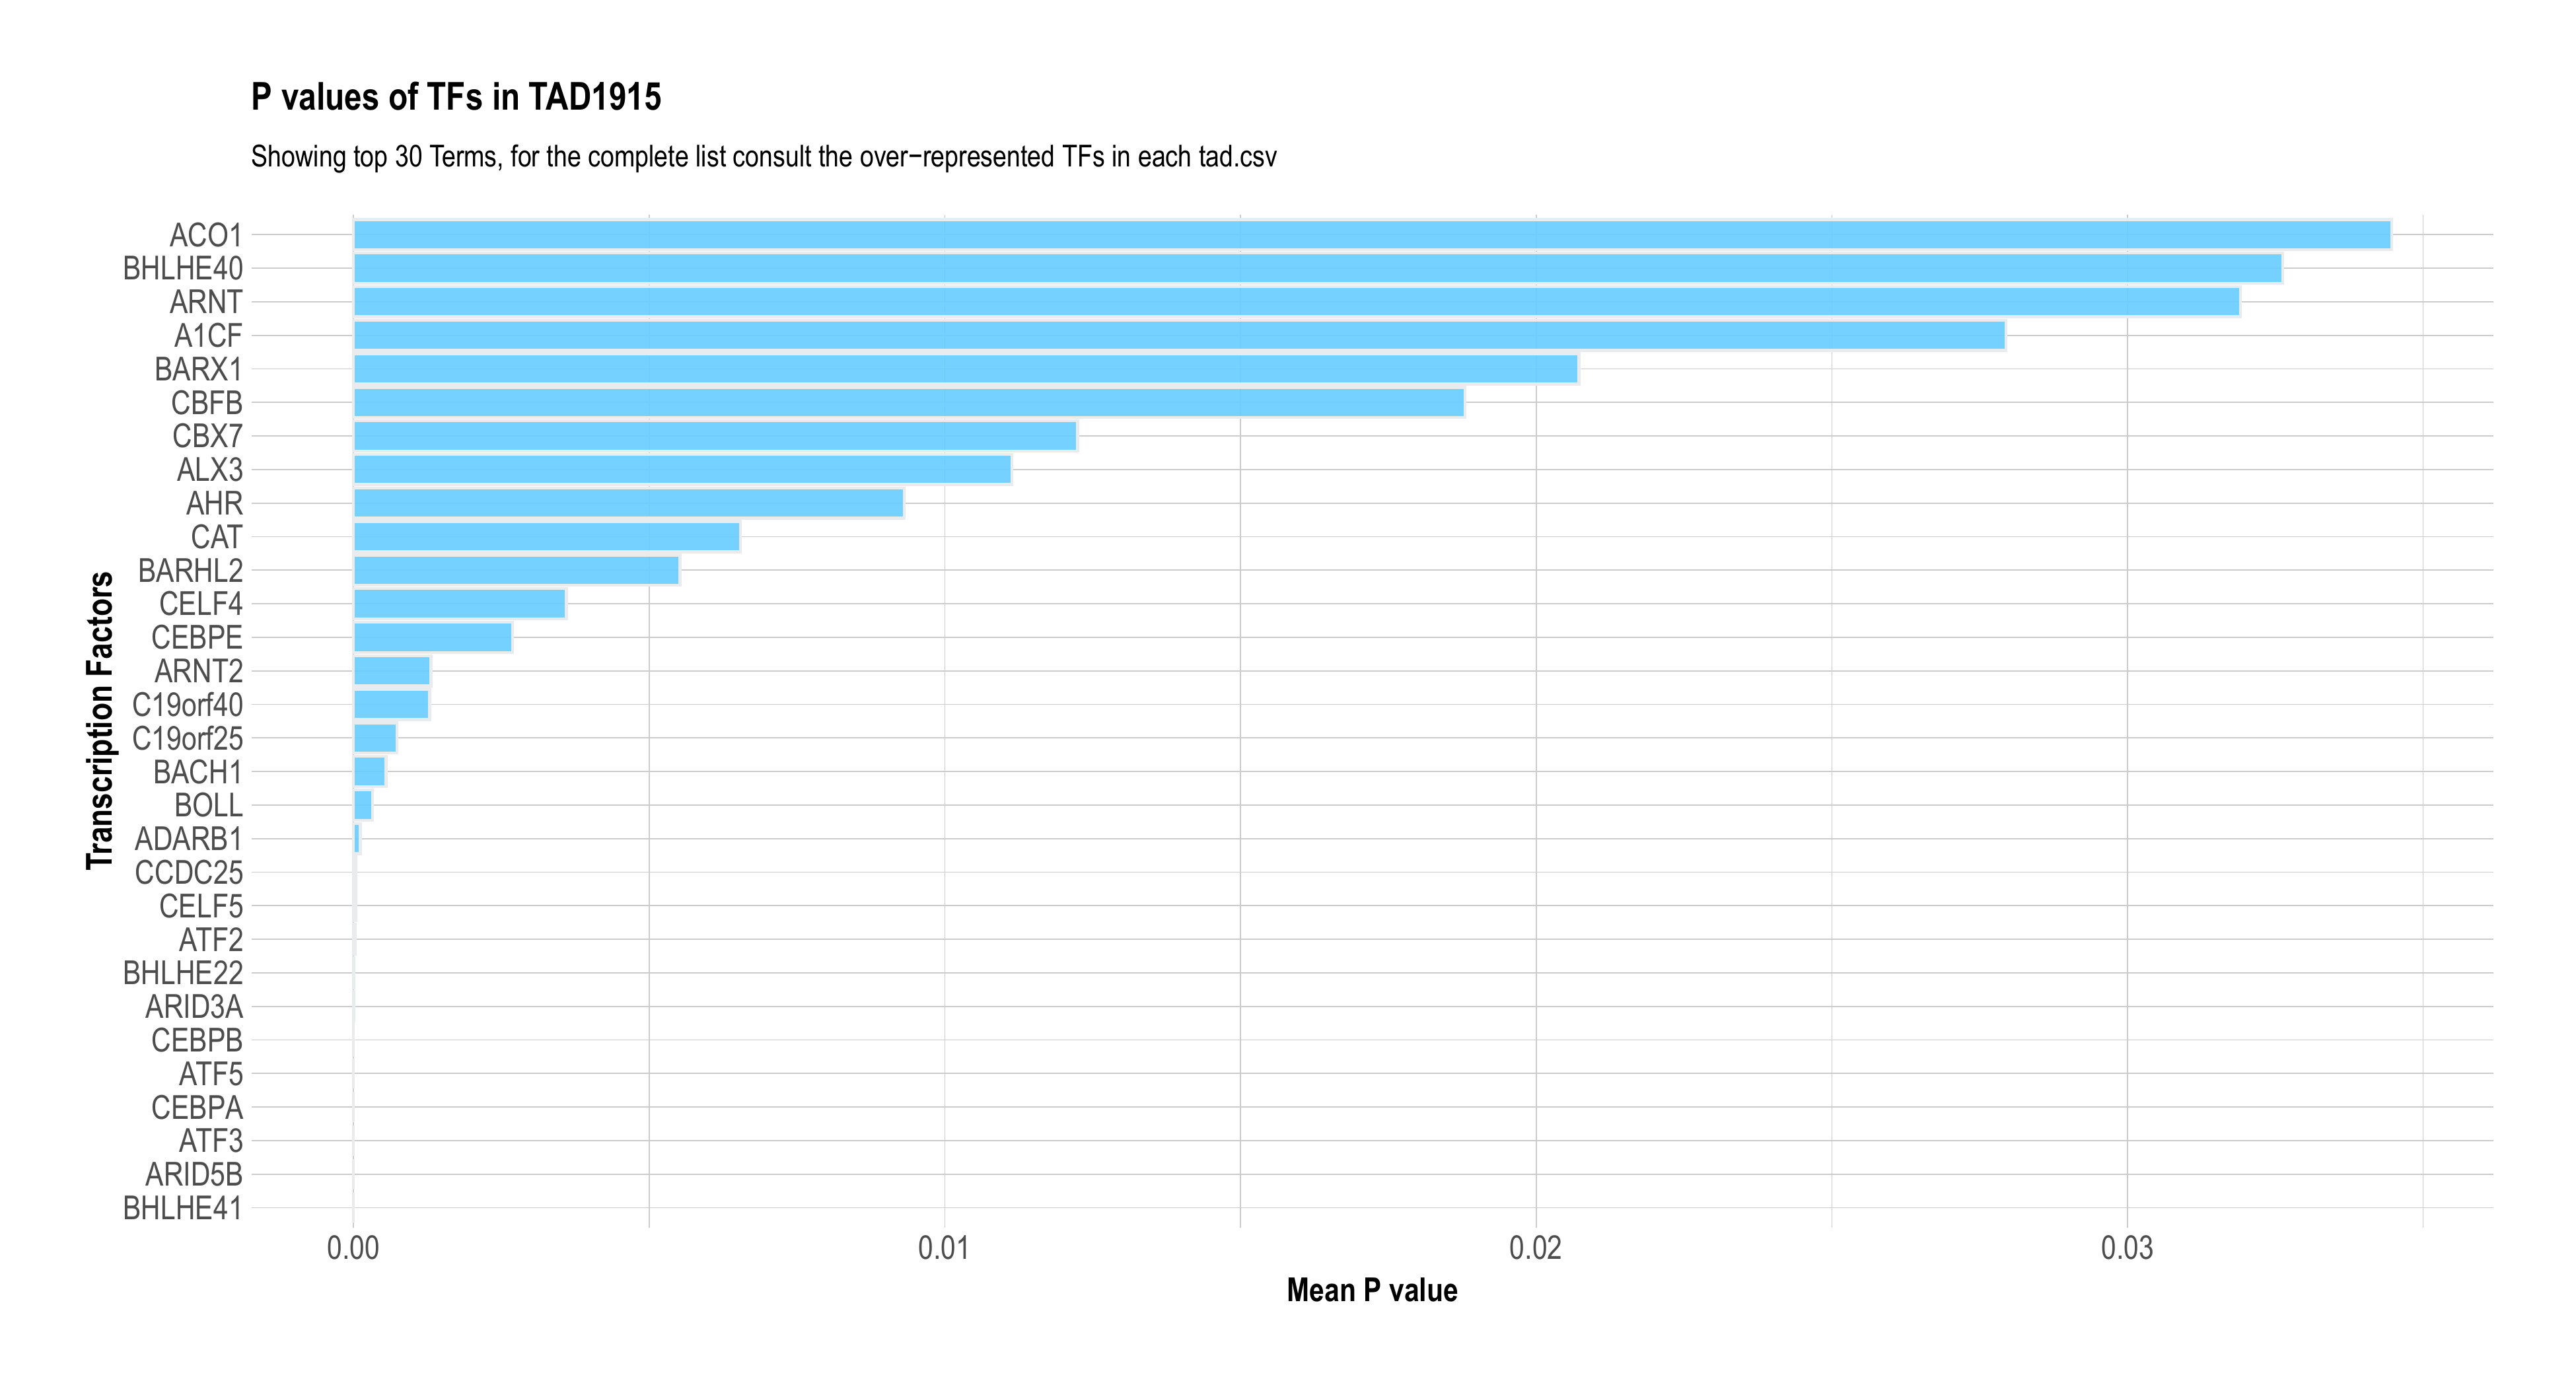 P values of TFs in TAD1915
Showing top 30 Terms, for the complete list consult the over−represented TFs in each tad.csv
Transcription Factors
ACO1
BHLHE40
ARNT
A1CF
BARX1
CBFB
CBX7
ALX3
AHR
CAT
BARHL2
CELF4
CEBPE
ARNT2
C19orf40
C19orf25
BACH1
BOLL
ADARB1
CCDC25
CELF5
ATF2
BHLHE22
ARID3A
CEBPB
ATF5
CEBPA
ATF3
ARID5B
BHLHE41
0.00 0.01 0.02 0.03
Mean P value